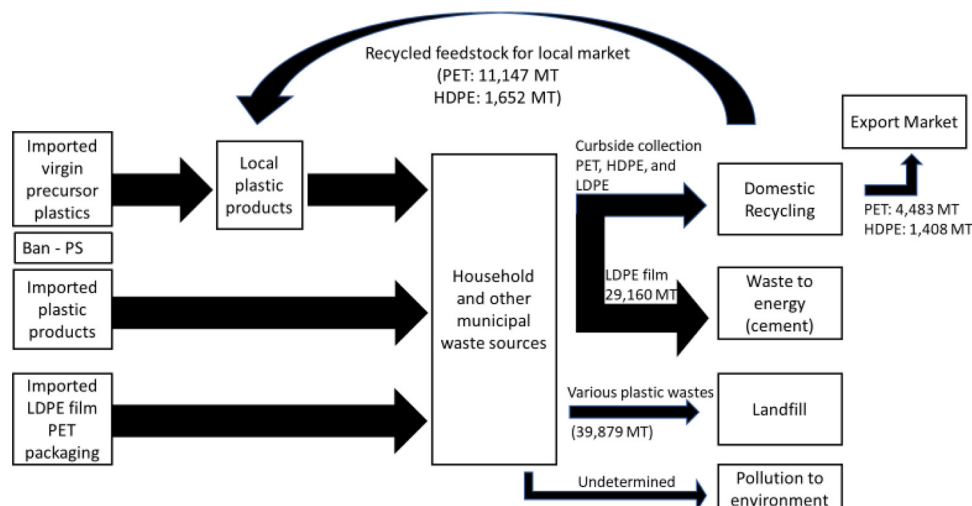 Recycled feedstock for local market
(PET: 11,147 MT
HDPE: 1,652 MT)
Export Market
Imported
virgin
precursor
plastics
Local
plastic
products
Curbside collection
PET, HDPE, and
LDPE
Domestic
Recycling
PET: 4,483 MT
HDPE: 1,408 MT
Ban - PS
Imported
plastic
products
Household
and other
municipal
waste sources
LDPE film
29,160 MT
Waste to
energy
(cement)
Imported
LDPE film
PET
packaging
Various plastic wastes
(39,879 MT)
Landfill
Undetermined
Pollution to
environment